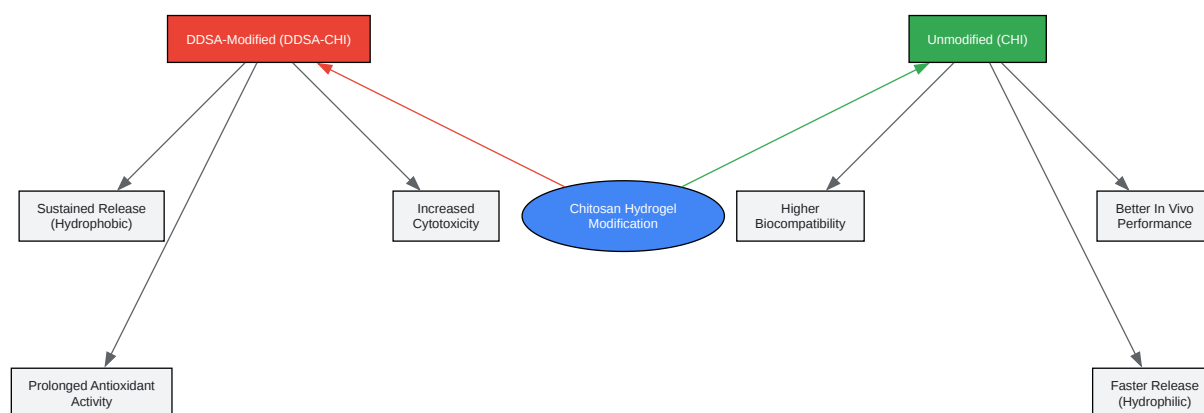 DDSA-Modified (DDSA-CHI)
Unmodified (CHI)
Sustained Release
(Hydrophobic)
Increased
Cytotoxicity
Chitosan Hydrogel
Modification
Higher
Biocompatibility
Better In Vivo
Performance
Prolonged Antioxidant
Activity
Faster Release
(Hydrophilic)